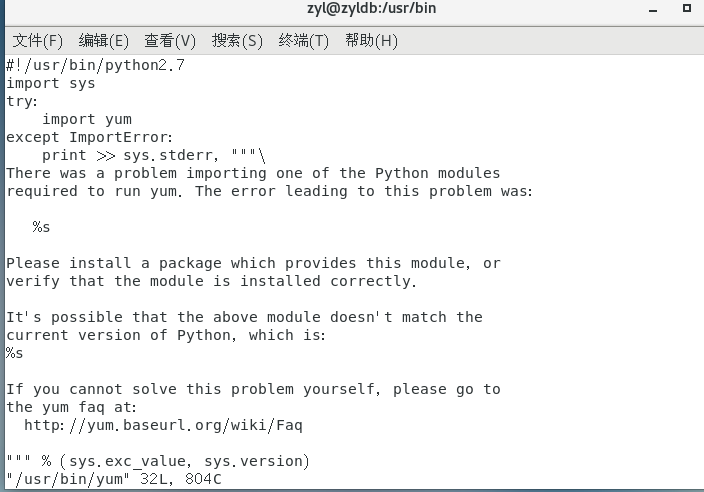 zyl@zyldb:/usr/bin
文件(F) 编辑(E) 查看(V) 搜索(S) 终端(T) 帮助(H)
#!/usr/bin/python2.7
import sys
try:
    import yum
except ImportError:
    print >> sys.stderr, """\
There was a problem importing one of the Python modules
required to run yum. The error leading to this problem was:

   %s

Please install a package which provides this module, or
verify that the module is installed correctly.

It's possible that the above module doesn't match the
current version of Python, which is:
%s

If you cannot solve this problem yourself, please go to
the yum faq at:
  http://yum.baseurl.org/wiki/Faq

""" % (sys.exc_value, sys.version)
"/usr/bin/yum" 32L, 804C